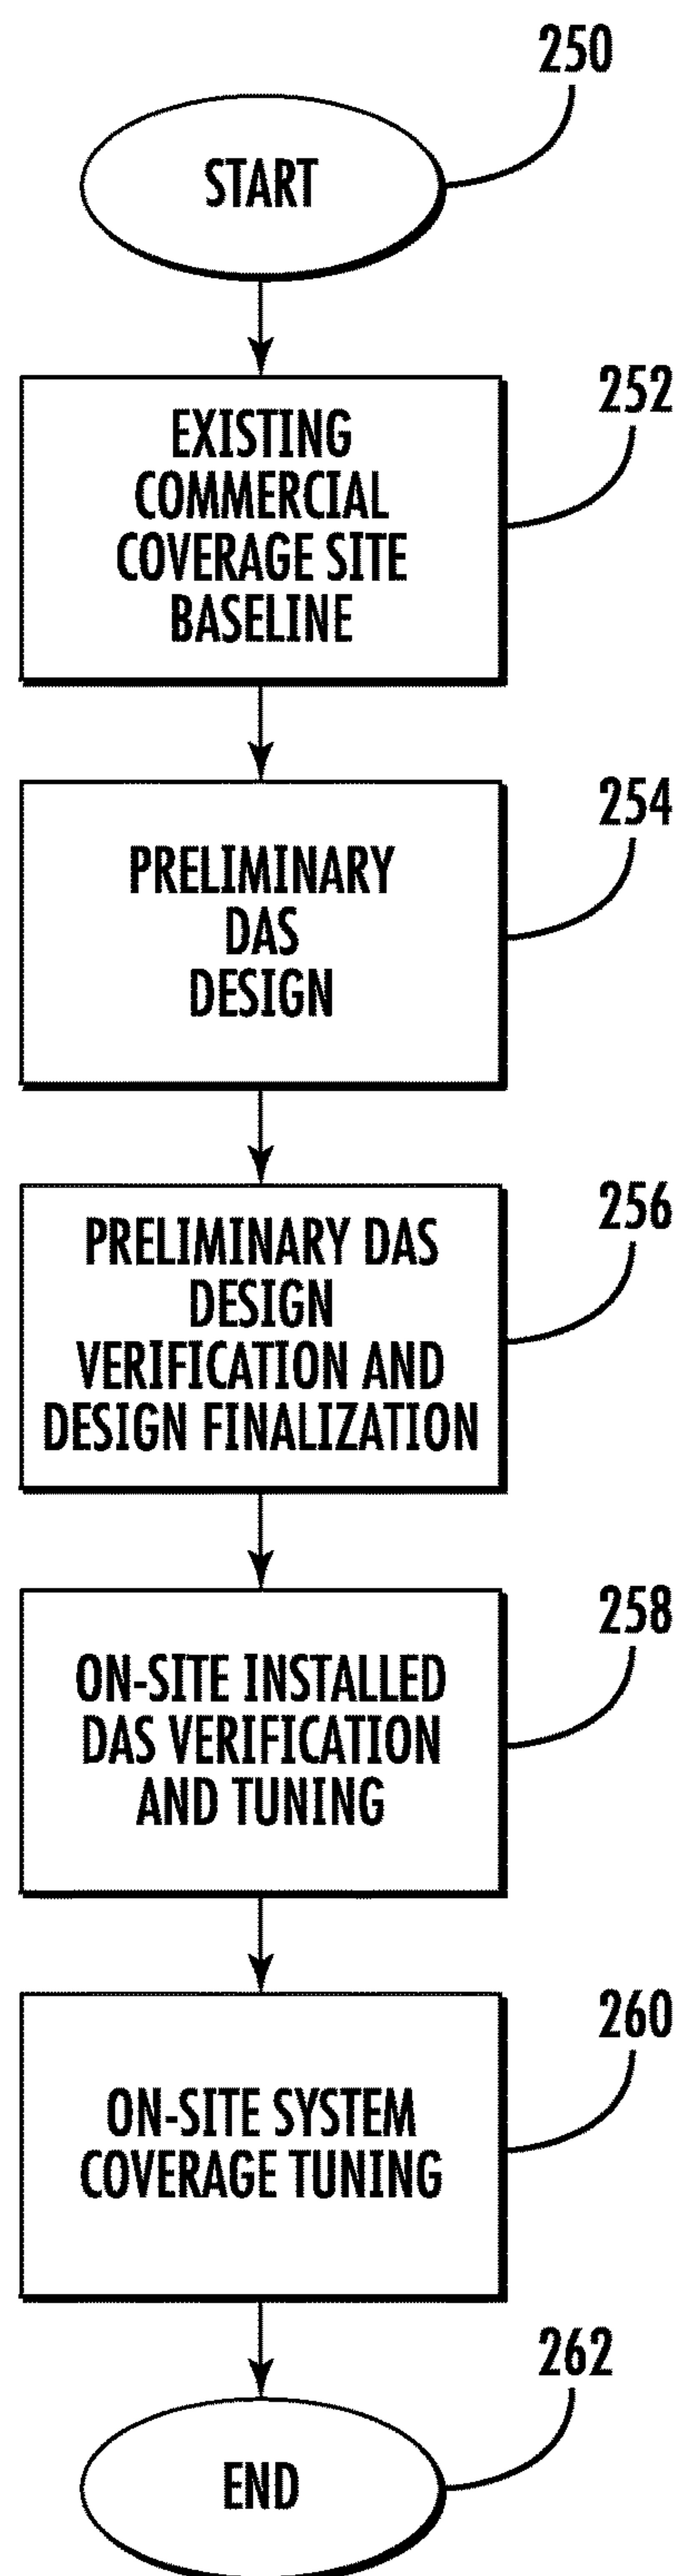 250
START
252
EXISTING
COMMERCIAL
COVERAGE SITE
BASELINE
254
PRELIMINARY
DAS
DESIGN
256
PRELIMINARY DAS
DESIGN
VERIFICATION AND
DESIGN FINALIZATION
258
ON-SITE INSTALLED
DAS VERIFICATION
AND TUNING
260
ON-SITE SYSTEM
COVERAGE TUNING
262
END